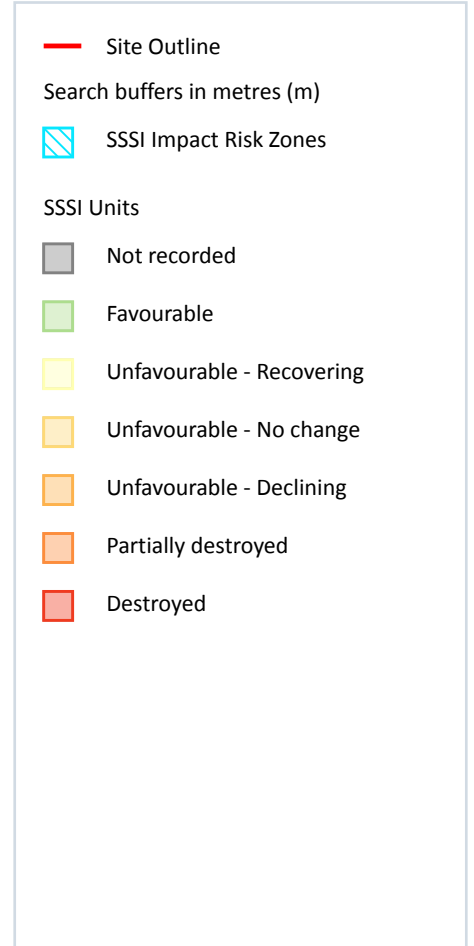 Site Outline
Search buffers in metres (m)
SSSI Impact Risk Zones
SSSI Units
Not recorded
Favourable
Unfavourable - Recovering
Unfavourable - No change
Unfavourable - Declining
Partially destroyed
Destroyed